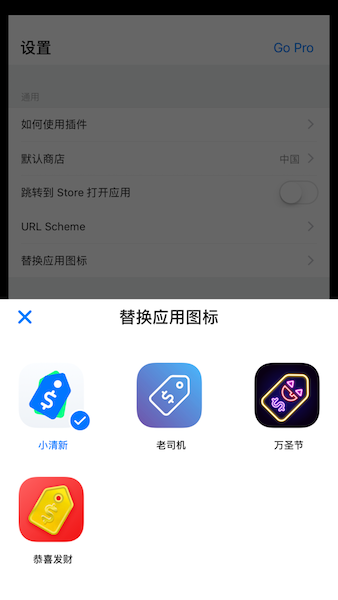 设置
Go Pro
通用
如何使用插件
默认商店
中国
跳转到 Store 打开应用
URL Scheme
替换应用图标
替换应用图标
小清新
老司机
万圣节
恭喜发财